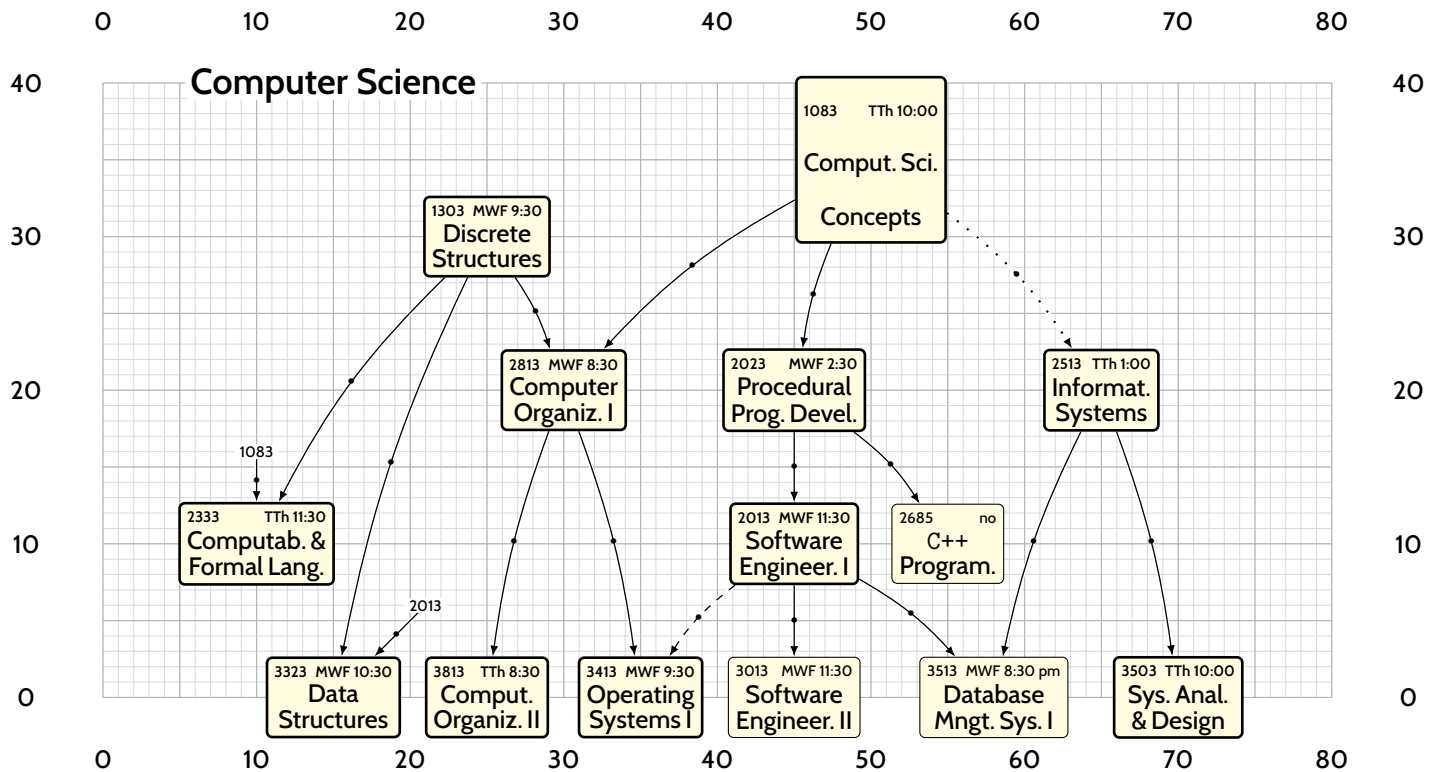 0 10 20 30 40 50 60 70 80
40 Computer Science 40
1083 TTh 10:00
Comput. Sci.
Concepts
1303 MWF 9:30
Discrete
Structures
30 30
2813 MWF 8:30
Computer
Organiz. I
2023 MWF 2:30
Procedural
Prog. Devel.
2513 TTh 1:00
Informat.
Systems
20 20
1083
2333 TTh 11:30
Computab. &
Formal Lang.
2013 MWF 11:30
Software
Engineer. I
2685 no
C++
Program.
10 10
2013
3323 MWF 10:30
Data
Structures
3813 TTh 8:30
Comput.
Organiz. II
3413 MWF 9:30
Operating
Systems I
3013 MWF 11:30
Software
Engineer. II
3513 MWF 8:30 pm
Database
Mngt. Sys. I
3503 TTh 10:00
Sys. Anal.
& Design
0 0
0 10 20 30 40 50 60 70 80